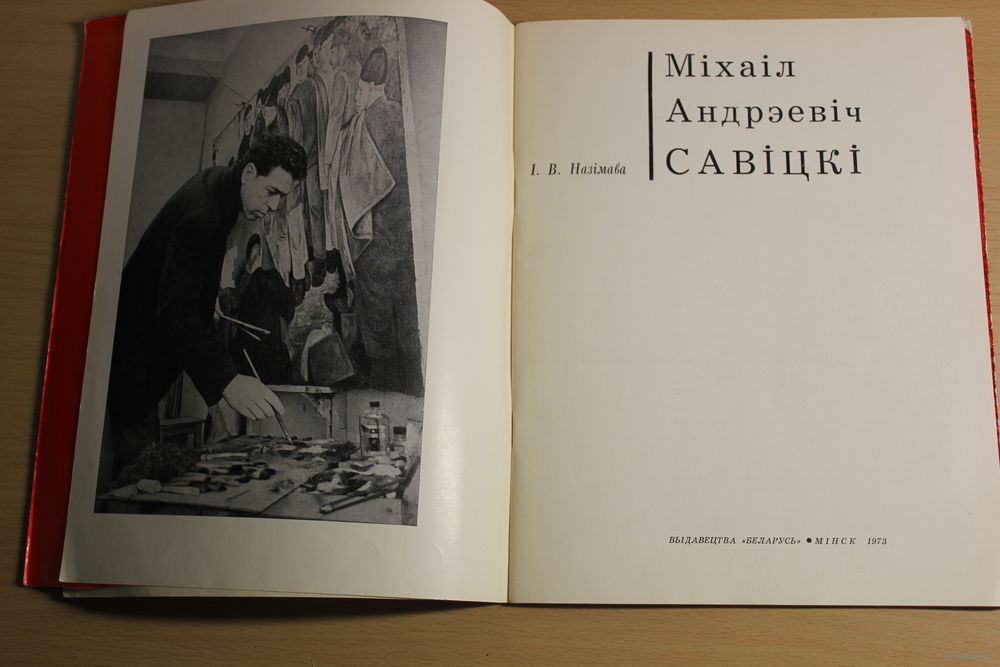 Міхаіл
Андрэевіч
І. В. Назімава
САВІЦКІ
ВЫДАВЕЦТВА «БЕЛАРУСЬ» ● МІНСК 1973